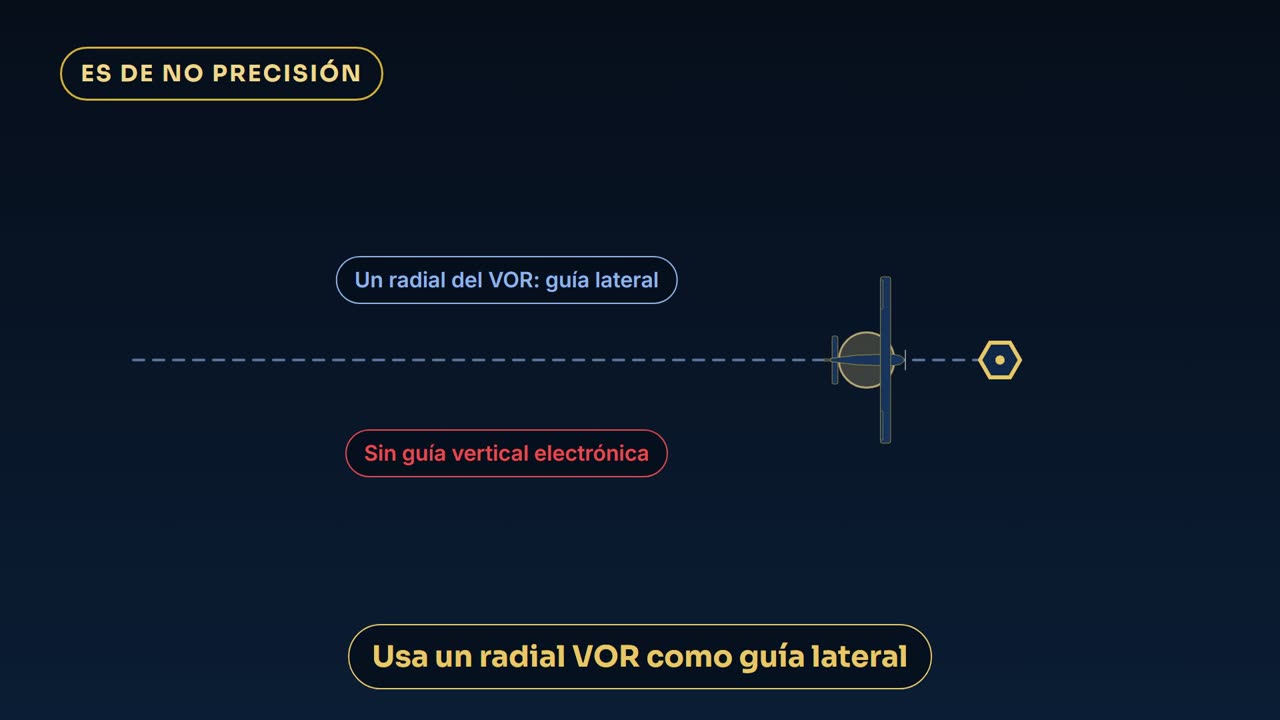 ES DE NO PRECISIÓN
Un radial del VOR: guía lateral
Sin guía vertical electrónica
Usa un radial VOR como guía lateral